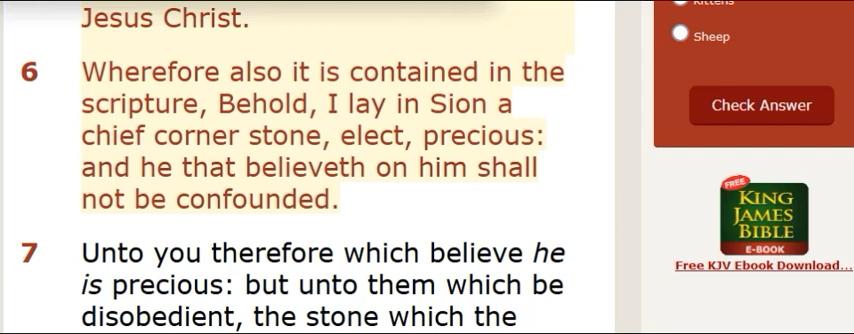 Jesus Christ.
6 Wherefore also it is contained in the
scripture, Behold, I lay in Sion a
chief corner stone, elect, precious:
and he that believeth on him shall
not be confounded.
7 Unto you therefore which believe he
is precious: but unto them which be
disobedient, the stone which the
Kittens
Sheep
Check Answer
FREE
KING
JAMES
BIBLE
E-BOOK
Free KJV Ebook Download...